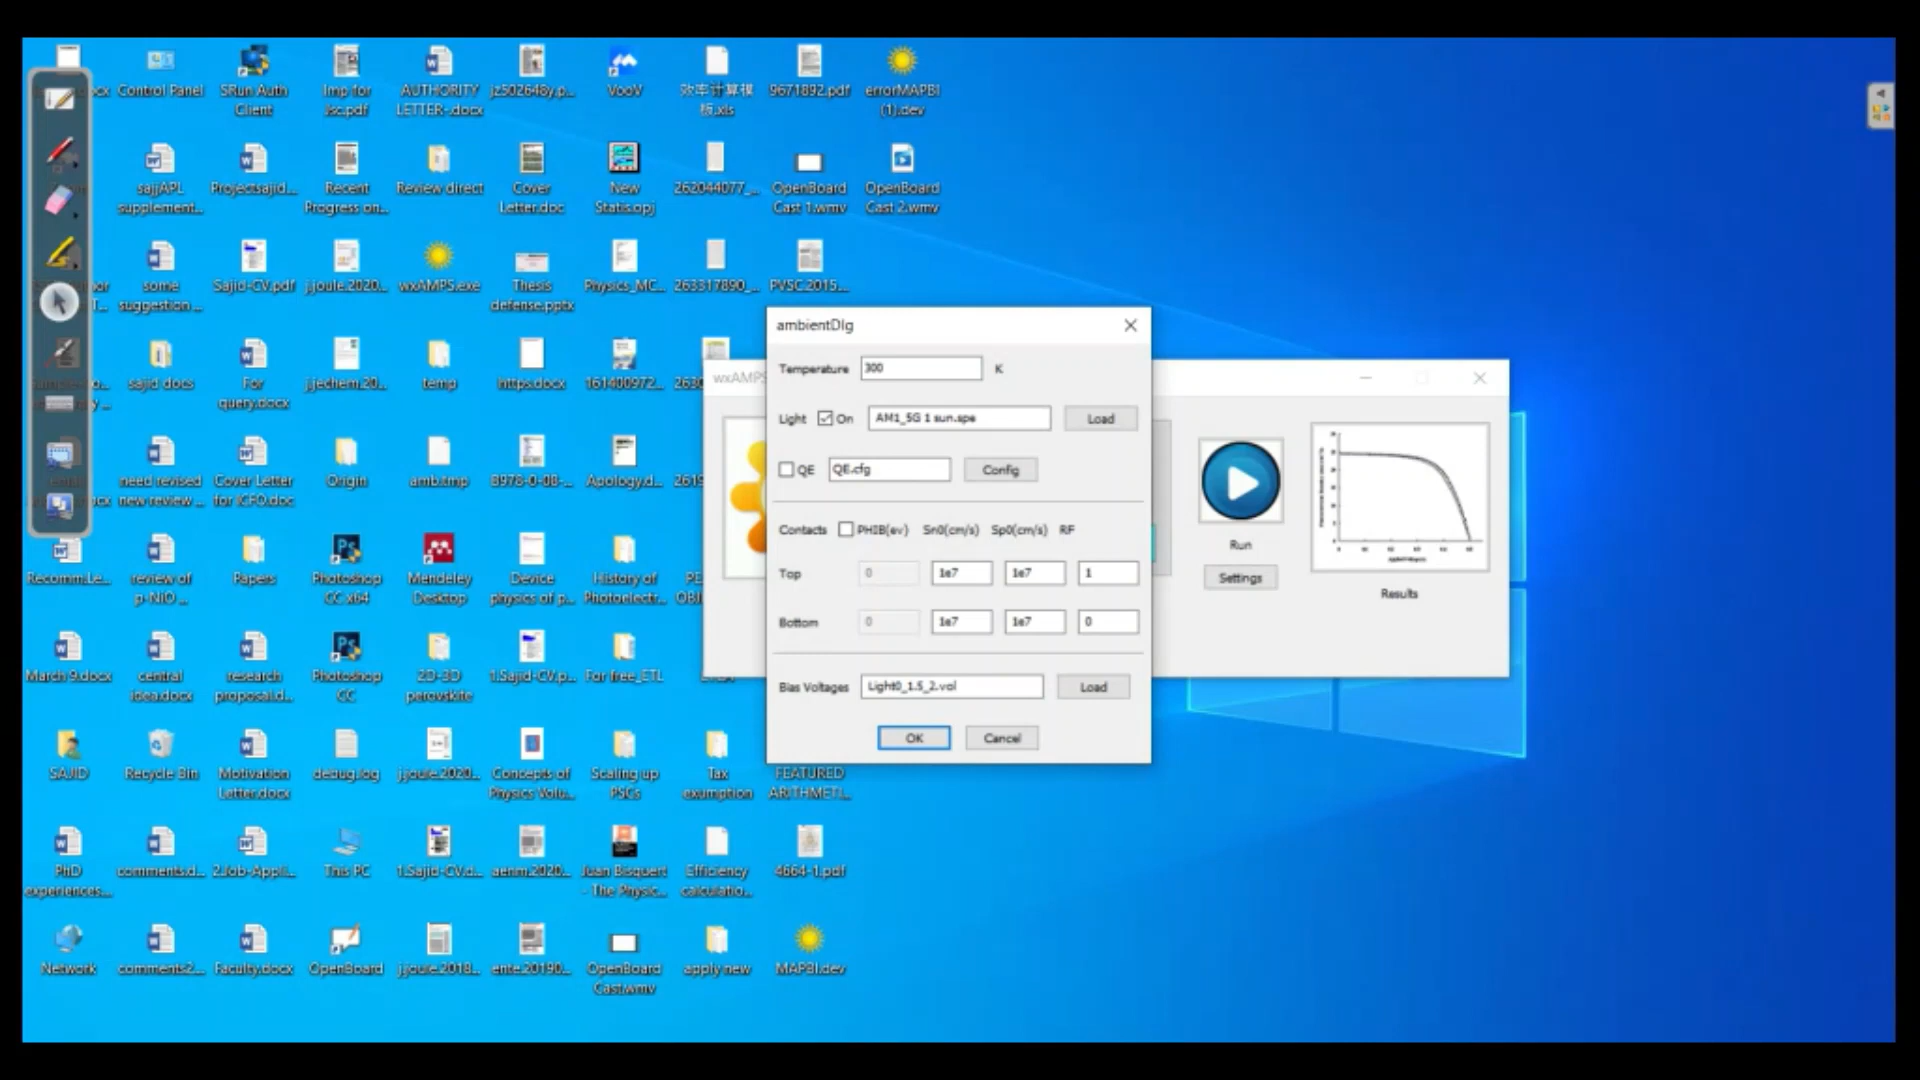 Control Panel
SRun Auth
Client
Imp for
Jsc.pdf
AUTHORITY
LETTER-.docx
jz502648y.p...
VooV
效率计算模
板.xls
9671892.pdf
errorMAPBI
(1).dev
sajjAPL
supplement...
Projectsajid...
Recent
Progress on...
Review direct
Cover
Letter.doc
New
Statis.opj
262044077_...
OpenBoard
Cast 1.wmv
OpenBoard
Cast 2.wmv
some
suggestion ...
Sajid-CV.pdf
j.joule.2020...
wxAMPS.exe
Thesis
defense.pptx
Physics_MC...
263317890_...
PVSC.2015...
sajid docs
For
query.docx
j.jechem.20...
temp
https.docx
161400972...
need revised
new review ...
Cover Letter
for ICFO.doc
Origin
amb.tmp
8978-0-08-...
Apology.d...
Recomm.Le...
review of
p-NiO ...
Papers
Photoshop
CC x64
Mendeley
Desktop
Device
physics of p...
History of
Photoelectr...
March 9.docx
central
idea.docx
research
proposal.d...
Photoshop
CC
2D-3D
perovskite
1.Sajid-CV.p...
For free_ETL
SAJID
Recycle Bin
Motivation
Letter.docx
debug.log
j.joule.2020...
Concepts of
Physics Volu...
Scaling up
PSCs
Tax
exumption
FEATURED
ARITHMETI...
PhD
experiences...
comments.d...
2.Job-Appli...
This PC
1.Sajid-CV.d...
aenm.2020...
Juan Bisquert
- The Physic...
Efficiency
calculatio...
4664-1.pdf
Network
comments2...
Faculty.docx
OpenBoard
j.joule.2018...
ente.20190...
OpenBoard
Cast.wmv
apply new
MAPBI.dev
wxAMPS
ambientDlg
Temperature 300 K
Light On AM1_5G 1 sun.spe Load
QE QE.cfg Config
Contacts PHIB(ev) Sn0(cm/s) Sp0(cm/s) RF
Top 0 1e7 1e7 1
Bottom 0 1e7 1e7 0
Bias Voltages Light0_1.5_2.vol Load
OK Cancel
Run
Settings
Results